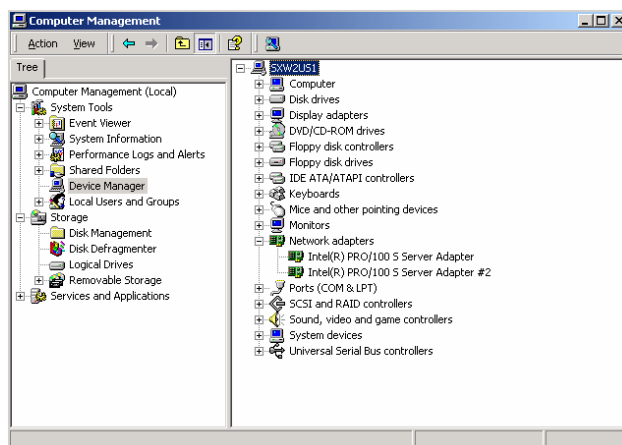 Computer Management
Action View
Tree
Computer Management (Local)
System Tools
Event Viewer
System Information
Performance Logs and Alerts
Shared Folders
Device Manager
Local Users and Groups
Storage
Disk Management
Disk Defragmenter
Logical Drives
Removable Storage
Services and Applications
SXW2US1
Computer
Disk drives
Display adapters
DVD/CD-ROM drives
Floppy disk controllers
Floppy disk drives
IDE ATA/ATAPI controllers
Keyboards
Mice and other pointing devices
Monitors
Network adapters
Intel(R) PRO/100 S Server Adapter
Intel(R) PRO/100 S Server Adapter #2
Ports (COM & LPT)
SCSI and RAID controllers
Sound, video and game controllers
System devices
Universal Serial Bus controllers